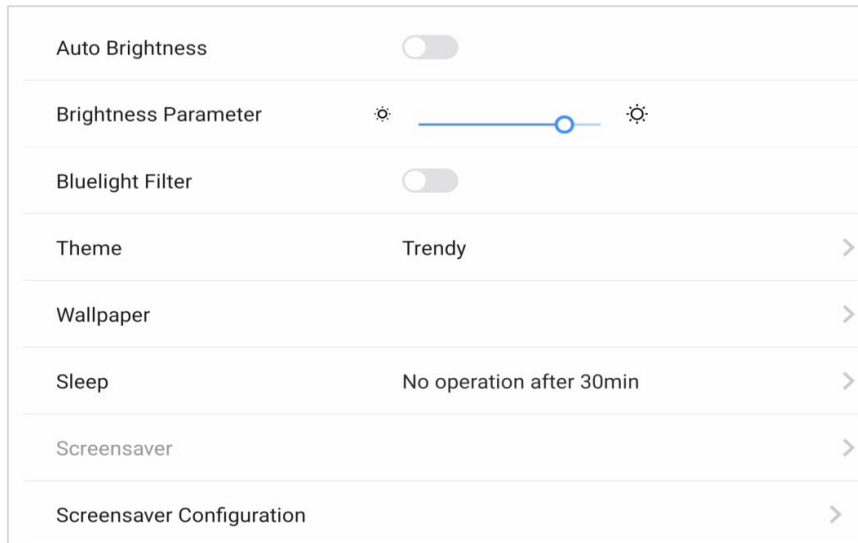 Auto Brightness
Brightness Parameter
Bluelight Filter
Theme Trendy
Wallpaper
Sleep No operation after 30min
Screensaver
Screensaver Configuration